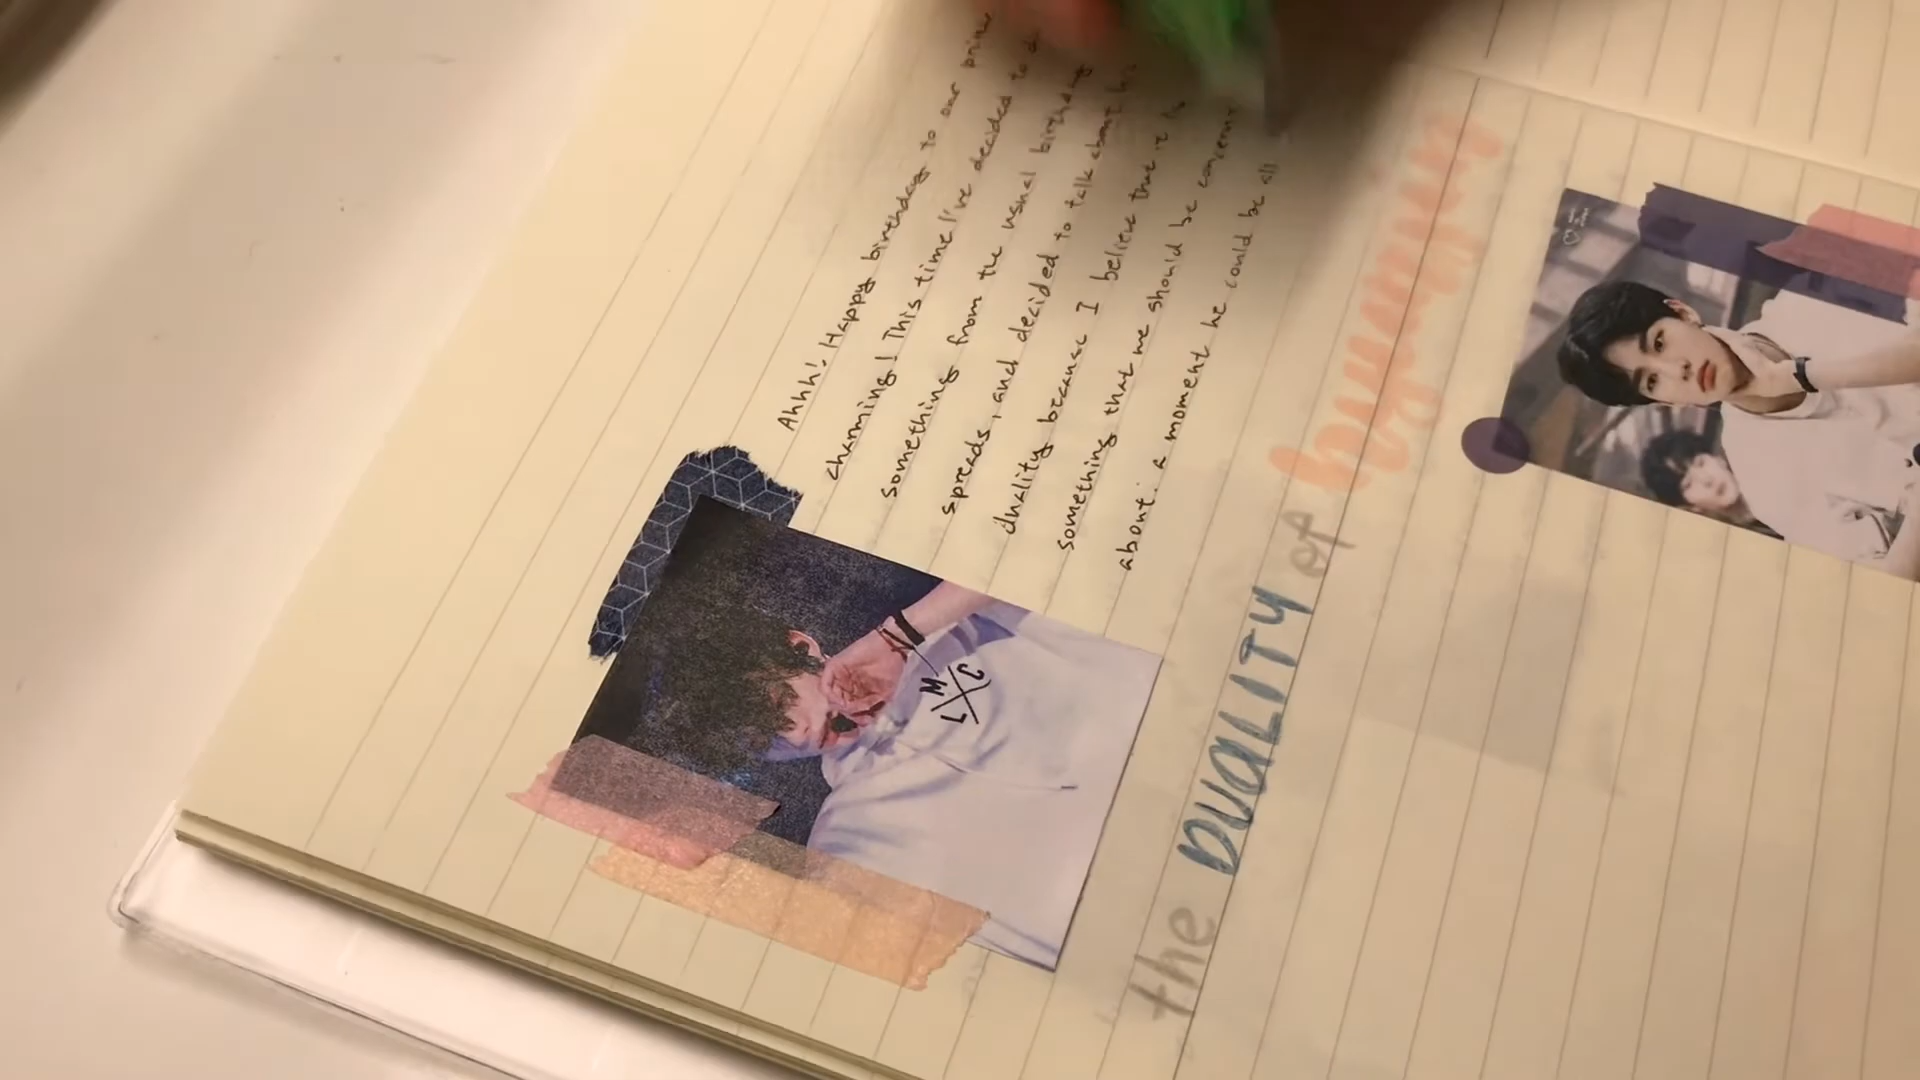 Ahhh! Happy birthday to our
charming! This time I've decided to
something from the usual birthday
spreads, and decided to talk about his
duality because I believe that it
something that we should be
about. a moment he could be all
the DUALITY of
L M C